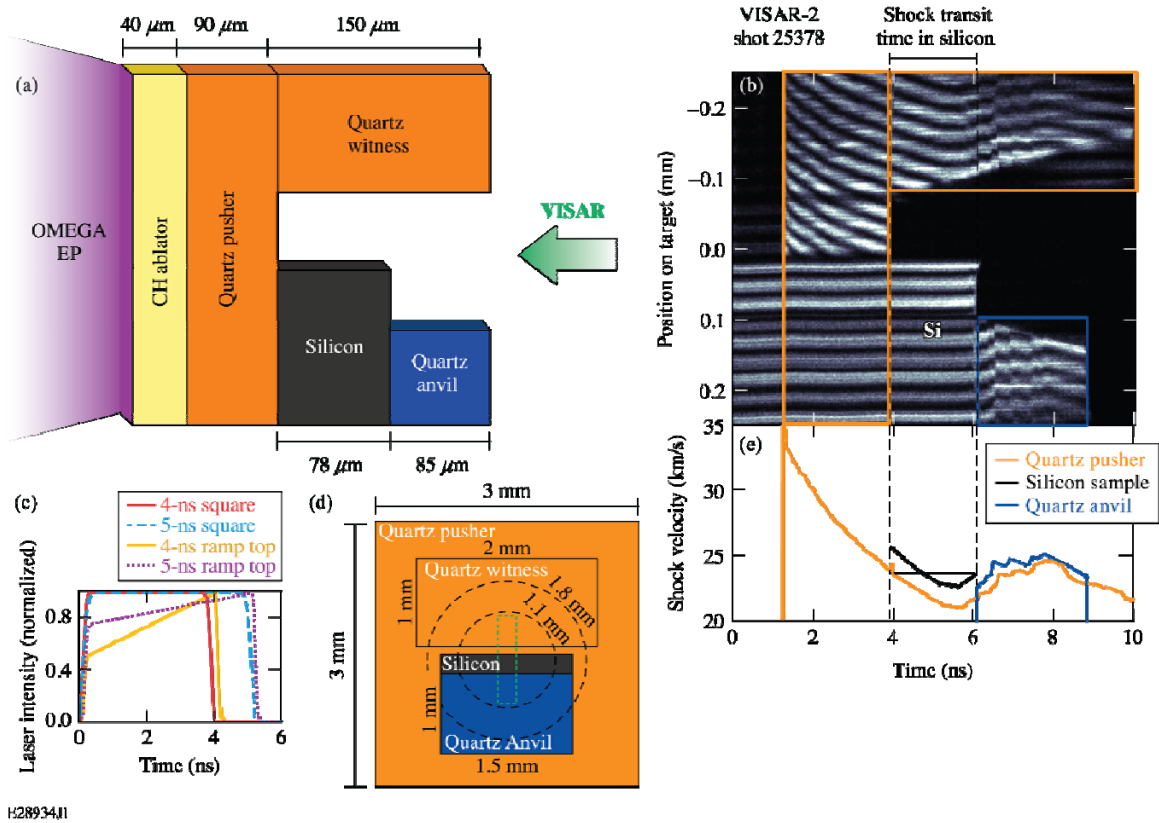 40 μm
90 μm
150 μm
(a)
Quartz
witness
OMEGA
EP
CH ablator
Quartz pusher
VISAR
Silicon
Quartz
anvil
78 μm
85 μm
VISAR-2
shot 25378
Shock transit
time in silicon
(b)
Position on target (mm)
−0.2
−0.1
0.0
0.1
0.2
Si
(c)
4-ns square
5-ns square
4-ns ramp top
5-ns ramp top
Laser intensity (normalized)
0.8
0.4
0.0
0 2 4 6
Time (ns)
(d)
3 mm
3 mm
Quartz pusher
2 mm
Quartz witness
1 mm
1.8 mm
1.1 mm
Silicon
1 mm
Quartz Anvil
1.5 mm
(e)
Quartz pusher
Silicon sample
Quartz anvil
Shock velocity (km/s)
35
30
25
20
0 2 4 6 8 10
Time (ns)